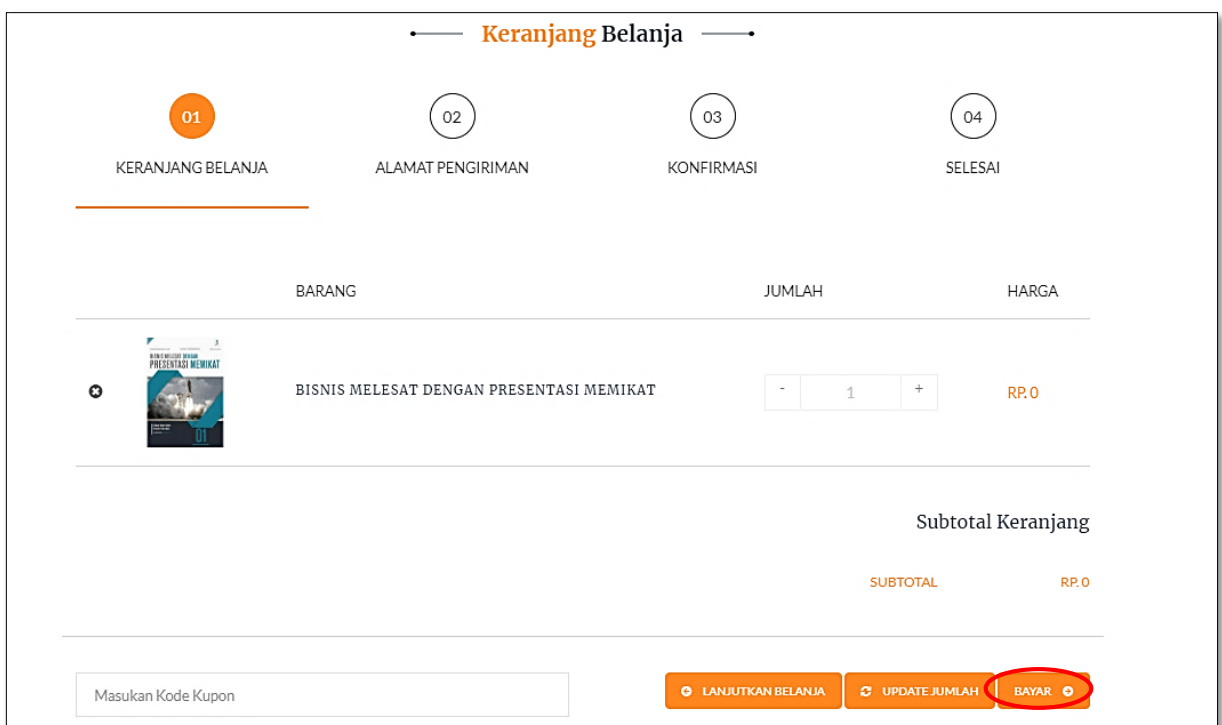 Keranjang Belanja
01
02
03
04
KERANJANG BELANJA
ALAMAT PENGIRIMAN
KONFIRMASI
SELESAI
BARANG
JUMLAH
HARGA
BISNIS MELESAT DENGAN
PRESENTASI MEMIKAT
01
BISNIS MELESAT DENGAN PRESENTASI MEMIKAT
- 1 +
RP. 0
Subtotal Keranjang
SUBTOTAL RP. 0
Masukan Kode Kupon
LANJUTKAN BELANJA
UPDATE JUMLAH
BAYAR